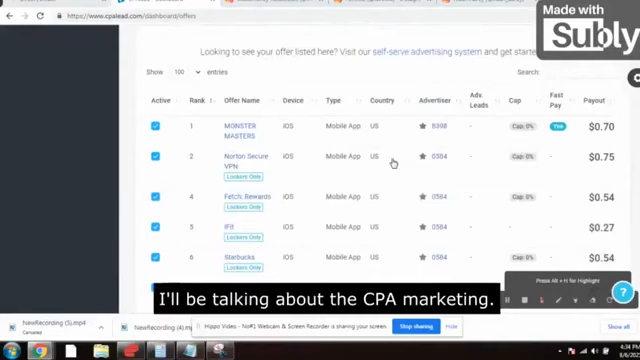 https://www.cpalead.com/dashboard/offers
Made with
Subly
Looking to see your offer listed here? Visit our self-serve advertising system and get starte
Show 100 entries Search:
Active Rank Offer Name Device Type Country Advertiser Adv. Leads Cap Fast Pay Payout
1 MONSTER MASTERS iOS Mobile App US 8398 - Cap: 0% Yes $0.70
2 Norton Secure VPN iOS Mobile App US 0584 - Cap: 0% - $0.75
Lockers Only
4 Fetch: Rewards iOS Mobile App US 0584 - Cap: 0% - $0.54
Lockers Only
5 iFit iOS Mobile App US 0584 - - - $0.27
Lockers Only
6 Starbucks iOS Mobile App US 0584 - Cap: 0% - $0.54
Lockers Only
Press Alt + H for Highlight
I'll be talking about the CPA marketing.
NewRecording (5).mp4
Canceled
NewRecording (4).mp4
Hippo Video - No#1 Webcam & Screen Recorder is sharing your screen.
Stop sharing
Hide
4:34 PM